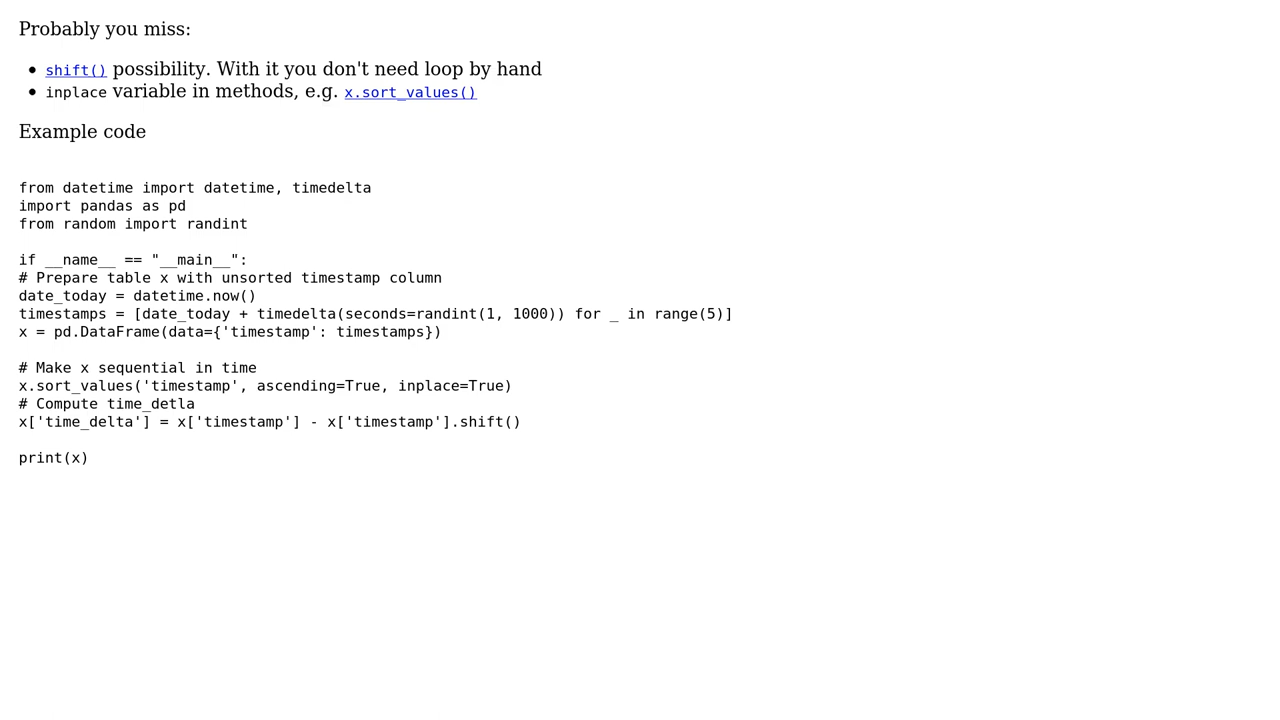 Probably you miss:
• shift() possibility. With it you don't need loop by hand
• inplace variable in methods, e.g. x.sort_values()
Example code
from datetime import datetime, timedelta
import pandas as pd
from random import randint
if __name__ == "__main__":
# Prepare table x with unsorted timestamp column
date_today = datetime.now()
timestamps = [date_today + timedelta(seconds=randint(1, 1000)) for _ in range(5)]
x = pd.DataFrame(data={'timestamp': timestamps})
# Make x sequential in time
x.sort_values('timestamp', ascending=True, inplace=True)
# Compute time_detla
x['time_delta'] = x['timestamp'] - x['timestamp'].shift()
print(x)